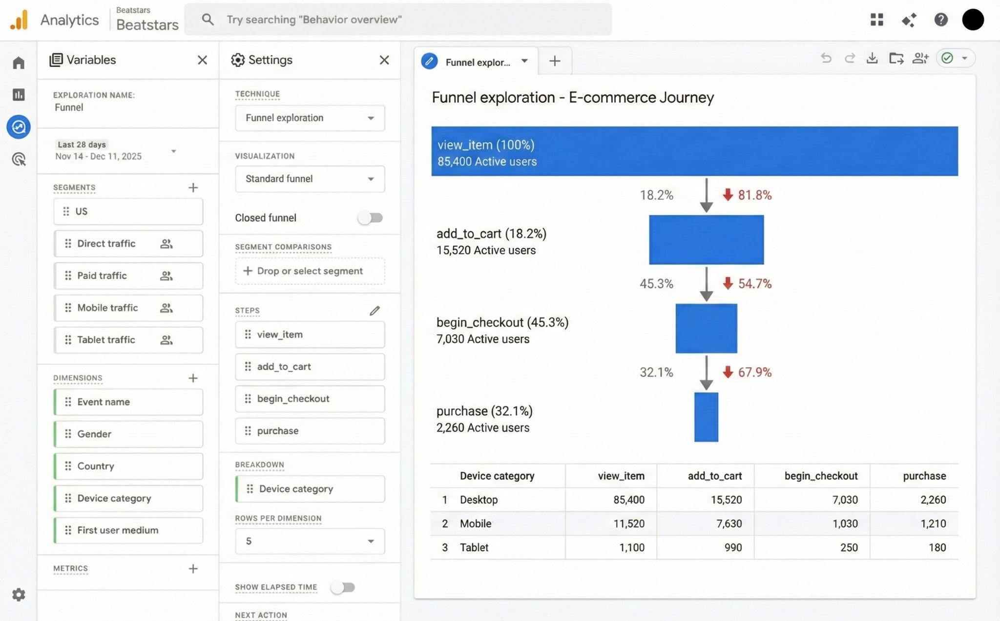 Analytics
Beatstars
Beatstars
Try searching "Behavior overview"
Variables
EXPLORATION NAME:
Funnel
Last 28 days
Nov 14 - Dec 11, 2025
SEGMENTS
US
Direct traffic
Paid traffic
Mobile traffic
Tablet traffic
DIMENSIONS
Event name
Gender
Country
Device category
First user medium
METRICS
Settings
TECHNIQUE
Funnel exploration
VISUALIZATION
Standard funnel
Closed funnel
SEGMENT COMPARISONS
Drop or select segment
STEPS
view_item
add_to_cart
begin_checkout
purchase
BREAKDOWN
Device category
ROWS PER DIMENSION
5
SHOW ELAPSED TIME
NEXT ACTION
Funnel explor...
Funnel exploration - E-commerce Journey
view_item (100%)
85,400 Active users
18.2% 81.8%
add_to_cart (18.2%)
15,520 Active users
45.3% 54.7%
begin_checkout (45.3%)
7,030 Active users
32.1% 67.9%
purchase (32.1%)
2,260 Active users
Device category view_item add_to_cart begin_checkout purchase
1 Desktop 85,400 15,520 7,030 2,260
2 Mobile 11,520 7,630 1,030 1,210
3 Tablet 1,100 990 250 180